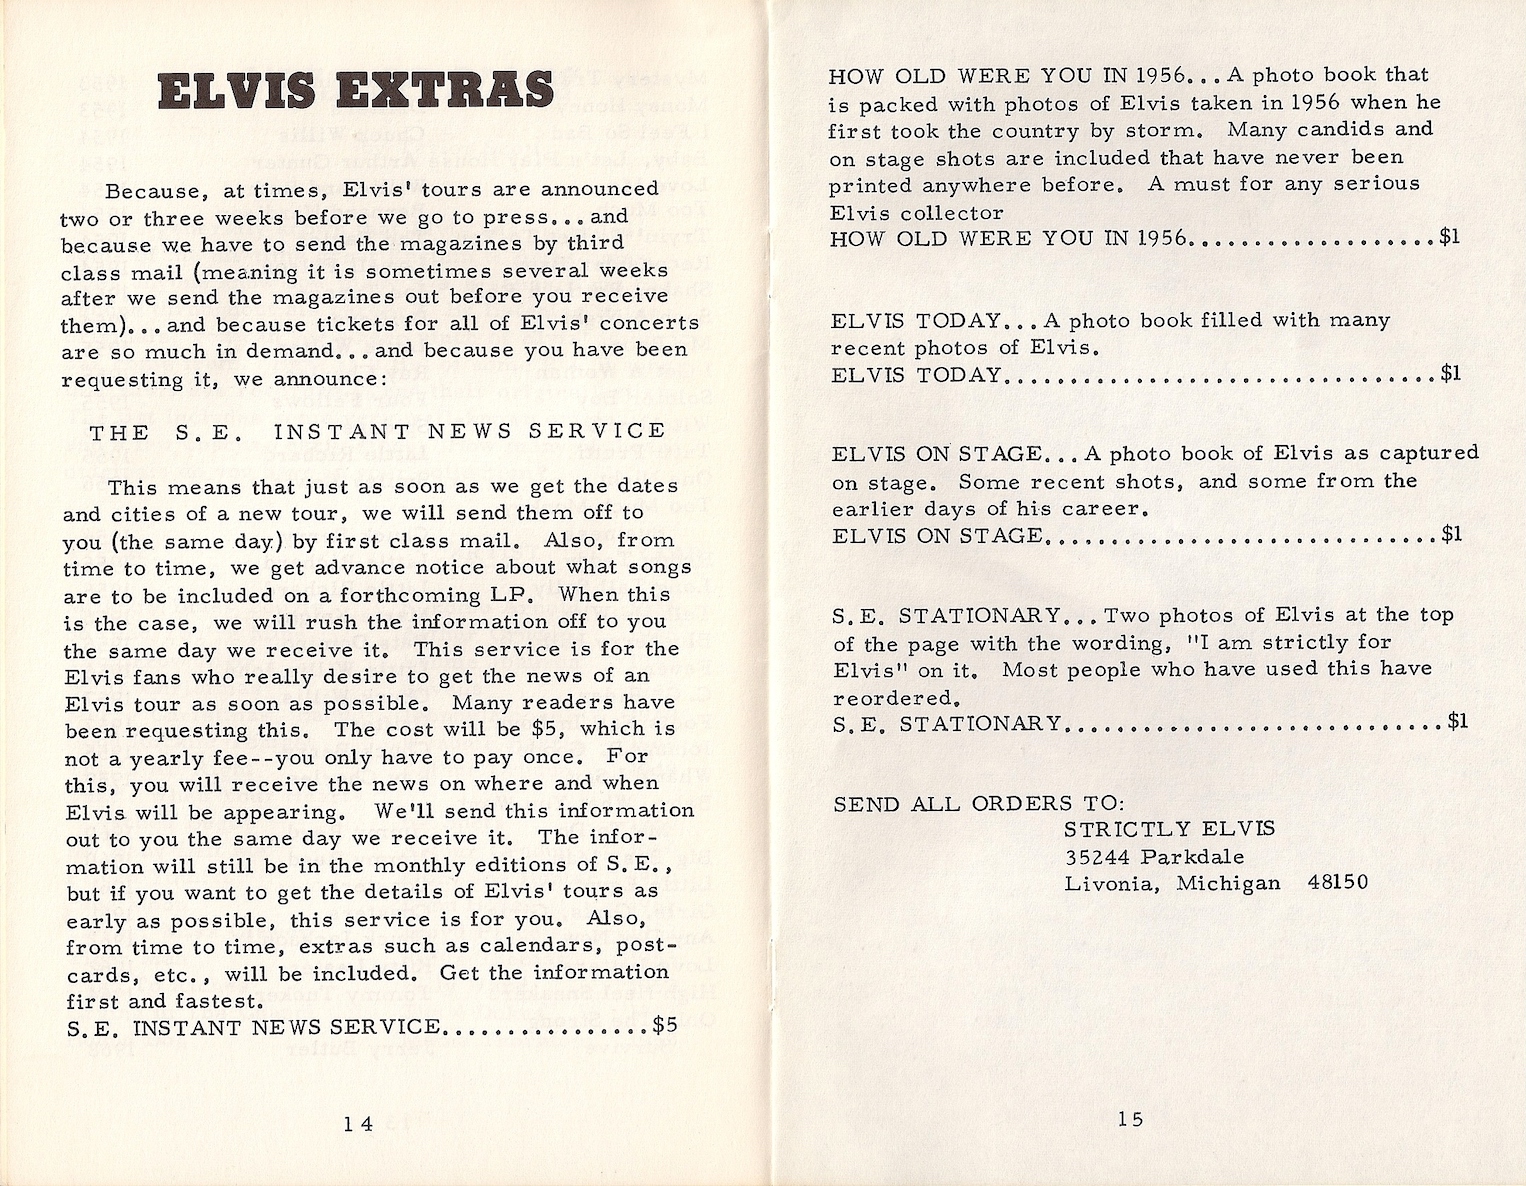 ELVIS EXTRAS
Because, at times, Elvis' tours are announced
two or three weeks before we go to press...and
because we have to send the magazines by third
class mail (meaning it is sometimes several weeks
after we send the magazines out before you receive
them)...and because tickets for all of Elvis' concerts
are so much in demand...and because you have been
requesting it, we announce:
THE S.E. INSTANT NEWS SERVICE
This means that just as soon as we get the dates
and cities of a new tour, we will send them off to
you (the same day) by first class mail. Also, from
time to time, we get advance notice about what songs
are to be included on a forthcoming LP. When this
is the case, we will rush the information off to you
the same day we receive it. This service is for the
Elvis fans who really desire to get the news of an
Elvis tour as soon as possible. Many readers have
been requesting this. The cost will be $5, which is
not a yearly fee--you only have to pay once. For
this, you will receive the news on where and when
Elvis will be appearing. We'll send this information
out to you the same day we receive it. The infor-
mation will still be in the monthly editions of S.E.,
but if you want to get the details of Elvis' tours as
early as possible, this service is for you. Also,
from time to time, extras such as calendars, post-
cards, etc., will be included. Get the information
first and fastest.
S.E. INSTANT NEWS SERVICE................$5
14
HOW OLD WERE YOU IN 1956...A photo book that
is packed with photos of Elvis taken in 1956 when he
first took the country by storm. Many candids and
on stage shots are included that have never been
printed anywhere before. A must for any serious
Elvis collector
HOW OLD WERE YOU IN 1956...................$1
ELVIS TODAY...A photo book filled with many
recent photos of Elvis.
ELVIS TODAY.................................$1
ELVIS ON STAGE...A photo book of Elvis as captured
on stage. Some recent shots, and some from the
earlier days of his career.
ELVIS ON STAGE..............................$1
S.E. STATIONARY...Two photos of Elvis at the top
of the page with the wording, "I am strictly for
Elvis" on it. Most people who have used this have
reordered.
S.E. STATIONARY.............................$1
SEND ALL ORDERS TO:
STRICTLY ELVIS
35244 Parkdale
Livonia, Michigan 48150
15